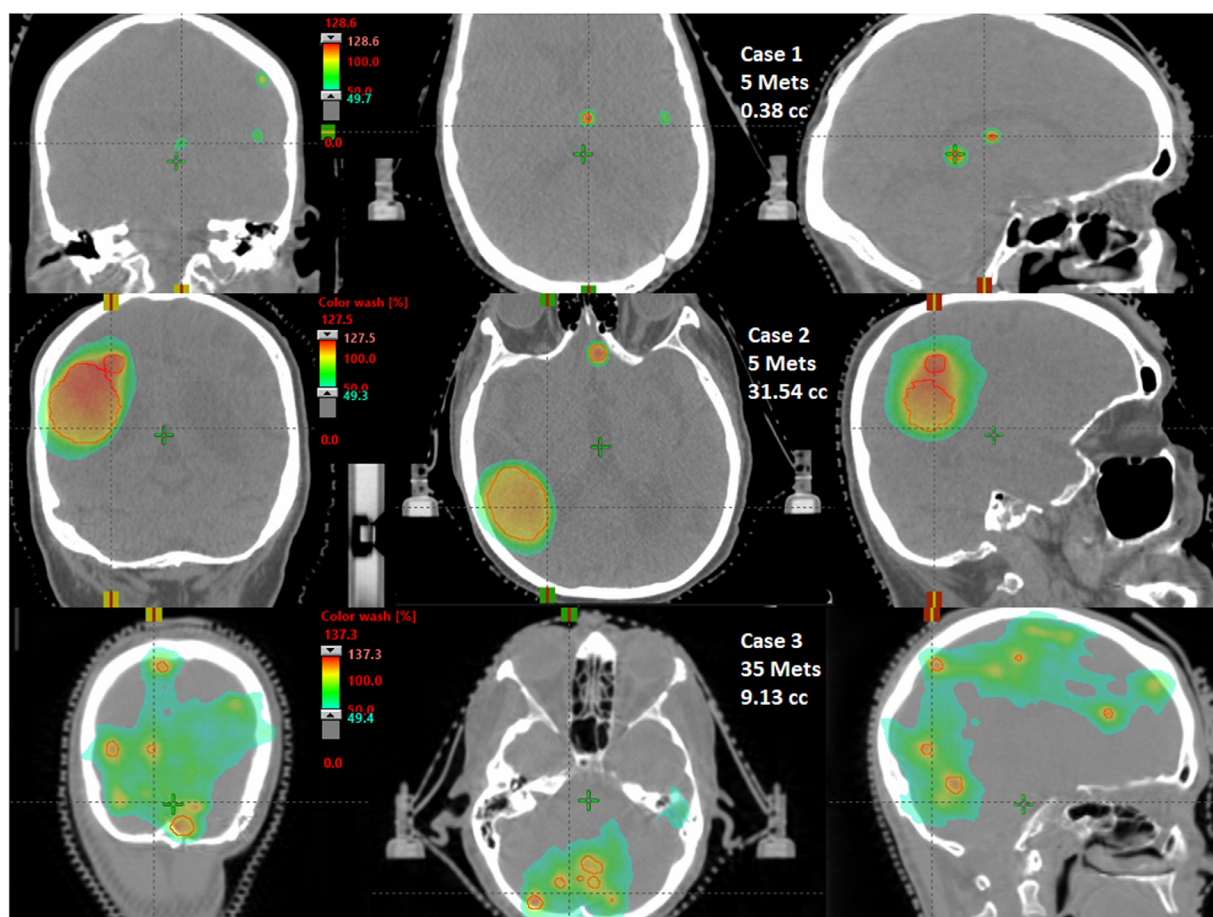 128.6
128.6
100.0
50.0
49.7
0.0
Case 1
5 Mets
0.38 cc
Color wash [%]
127.5
127.5
100.0
50.0
49.3
0.0
Case 2
5 Mets
31.54 cc
Color wash [%]
137.3
137.3
100.0
50.0
49.4
0.0
Case 3
35 Mets
9.13 cc